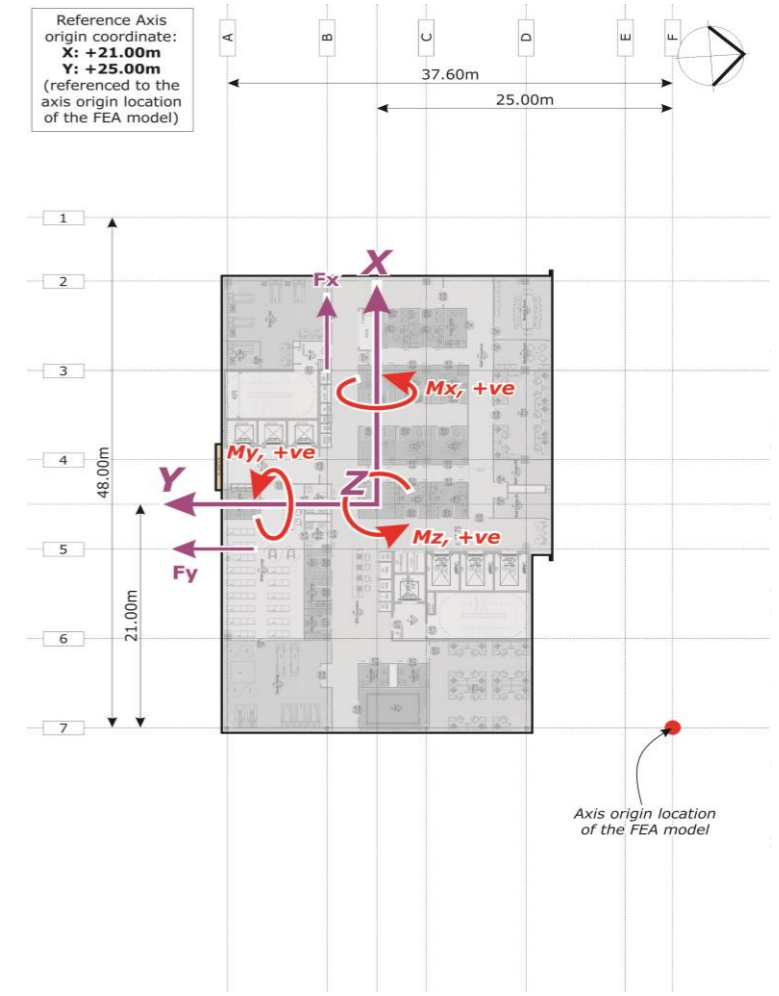 Reference Axis
origin coordinate:
X: +21.00m
Y: +25.00m
(referenced to the
axis origin location
of the FEA model)
A
B
C
D
E
F
37.60m
25.00m
1
2
3
4
5
6
7
48.00m
21.00m
X
Fx
Mx, +ve
My, +ve
Y
Z
Mz, +ve
Fy
Axis origin location
of the FEA model